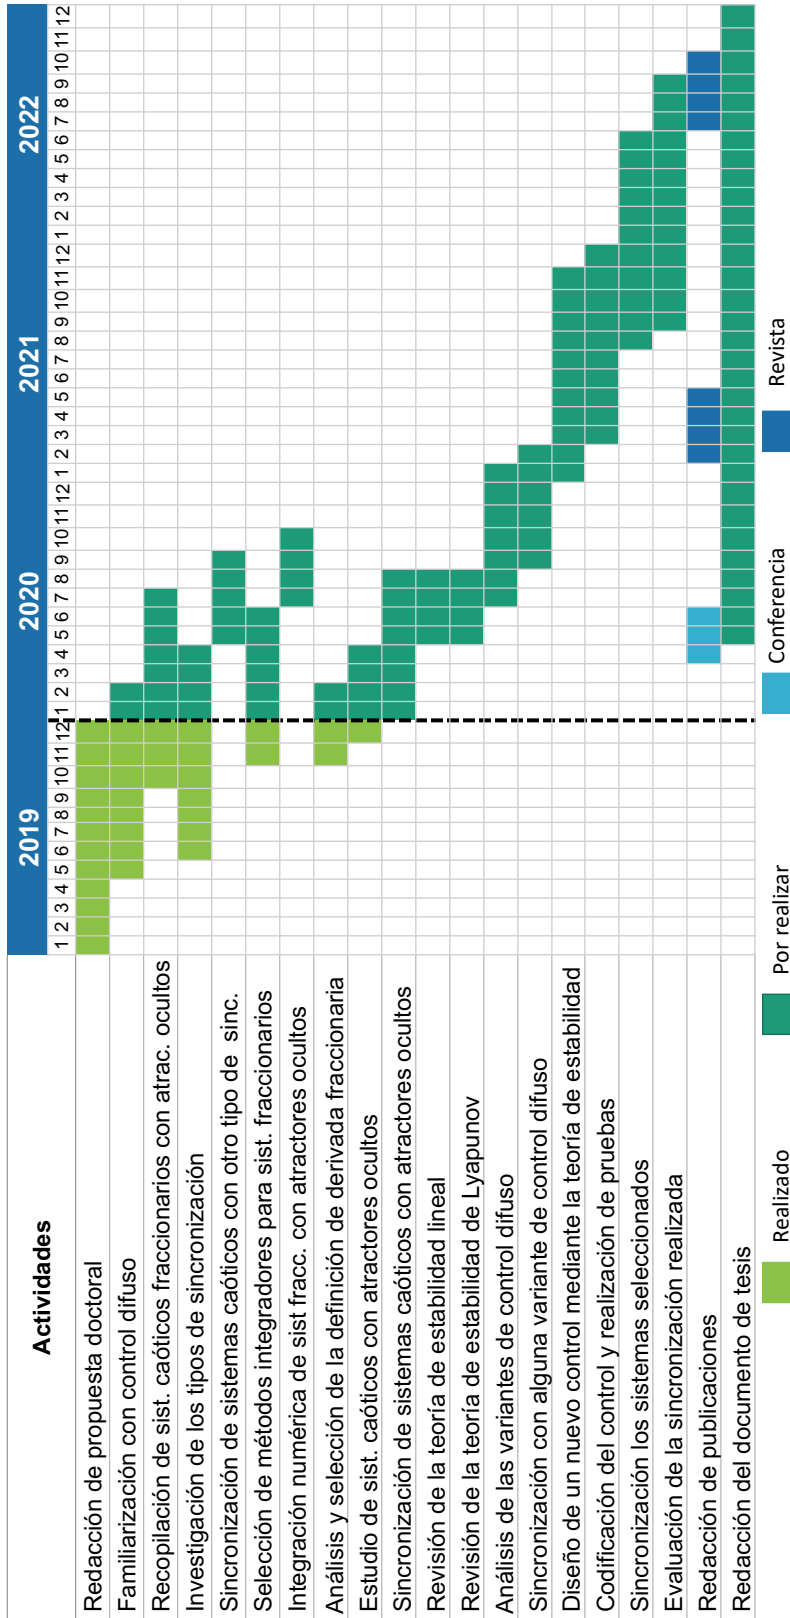 2019 2020 2021 2022
Actividades 1 2 3 4 5 6 7 8 9 10 11 12 1 2 3 4 5 6 7 8 9 10 11 12 1 2 3 4 5 6 7 8 9 10 11 12 1 2 3 4 5 6 7 8 9 10 11 12
Redacción de propuesta doctoral
Familiarización con control difuso
Recopilación de sist. caóticos fraccionarios con atrac. ocultos
Investigación de los tipos de sincronización
Sincronización de sistemas caóticos con otro tipo de sinc.
Selección de métodos integradores para sist. fraccionarios
Integración numérica de sist fracc. con atractores ocultos
Análisis y selección de la definición de derivada fraccionaria
Estudio de sist. caóticos con atractores ocultos
Sincronización de sistemas caóticos con atractores ocultos
Revisión de la teoría de estabilidad lineal
Revisión de la teoría de estabilidad de Lyapunov
Análisis de las variantes de control difuso
Sincronización con alguna variante de control difuso
Diseño de un nuevo control mediante la teoría de estabilidad
Codificación del control y realización de pruebas
Sincronización los sistemas seleccionados
Evaluación de la sincronización realizada
Redacción de publicaciones
Redacción del documento de tesis
Realizado Por realizar Conferencia Revista